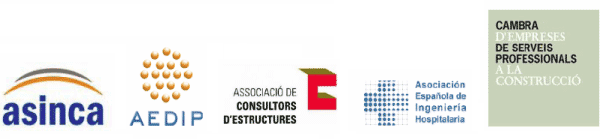 asinca
AEDIP
ASSOCIACIÓ DE
CONSULTORS
D'ESTRUCTURES
Asociación
Española de
Ingeniería
Hospitalaria
CAMBRA
D'EMPRESES
DE SERVEIS
PROFESSIONALS
A LA
CONSTRUCCIÓ